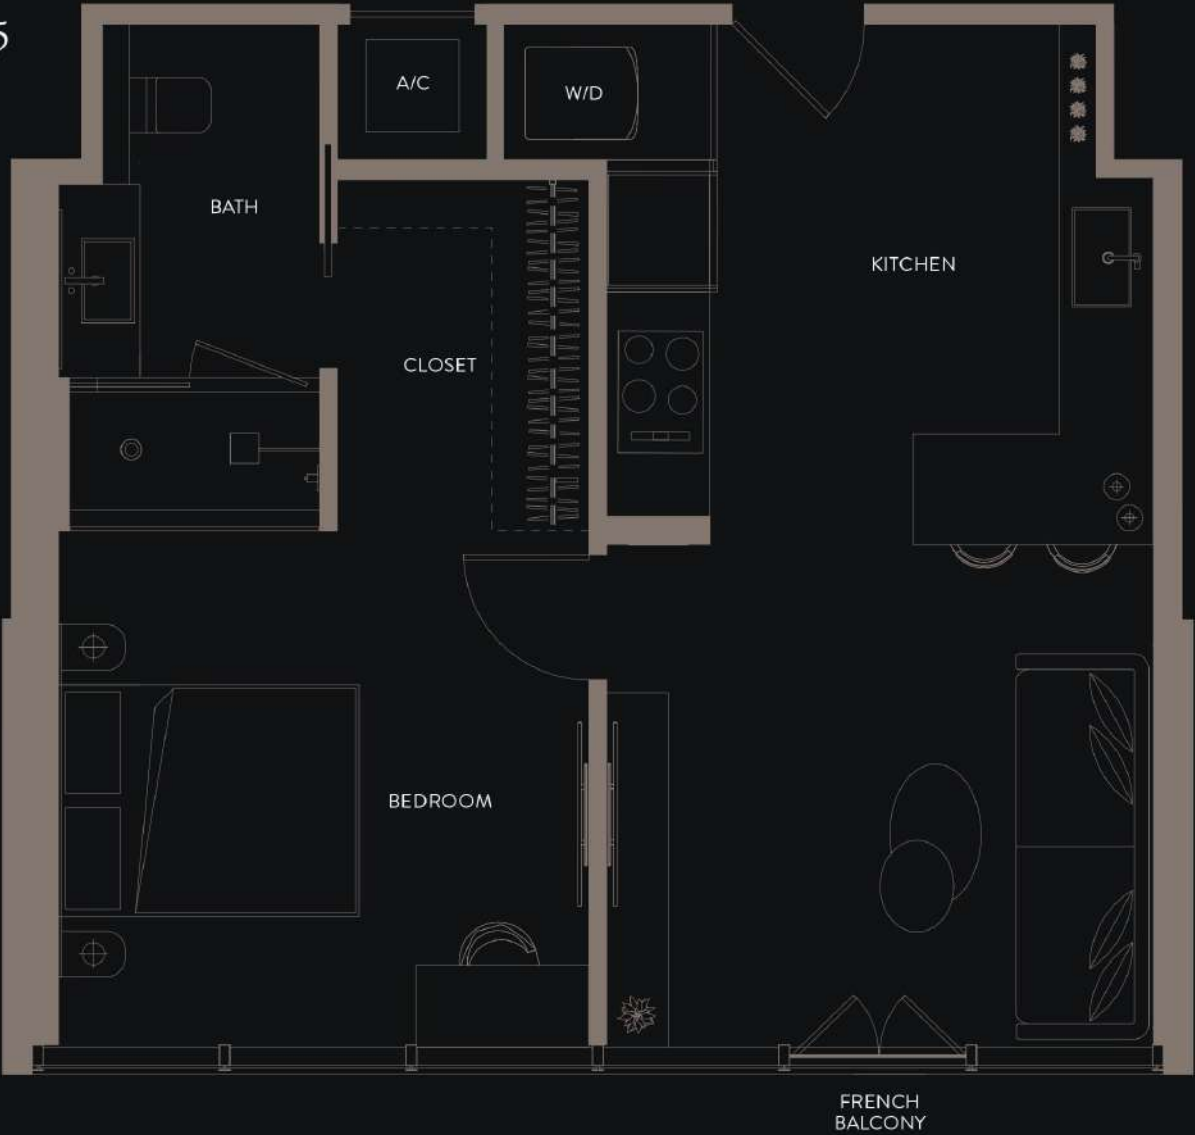 5
A/C
W/D
BATH
KITCHEN
CLOSET
BEDROOM
FRENCH
BALCONY